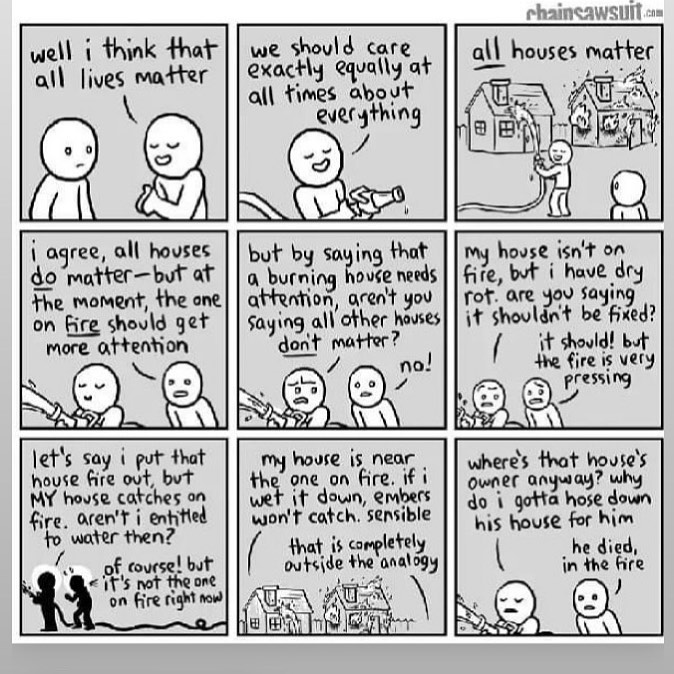 chainsawsuit.com
well i think that
all lives matter
we should care
exactly equally at
all times about
everything
all houses matter
i agree, all houses
do matter—but at
the moment, the one
on fire should get
more attention
but by saying that
a burning house needs
attention, aren't you
saying all other houses
don't matter?
no!
my house isn't on
fire, but i have dry
rot. are you saying
it shouldn't be fixed?
it should! but
the fire is very
pressing
let's say i put that
house fire out, but
MY house catches on
fire. aren't i entitled
to water then?
of course! but
it's not the one
on fire right now
my house is near
the one on fire. if i
wet it down, embers
won't catch. sensible
that is completely
outside the analogy
where's that house's
owner anyway? why
do i gotta hose down
his house for him
he died,
in the fire